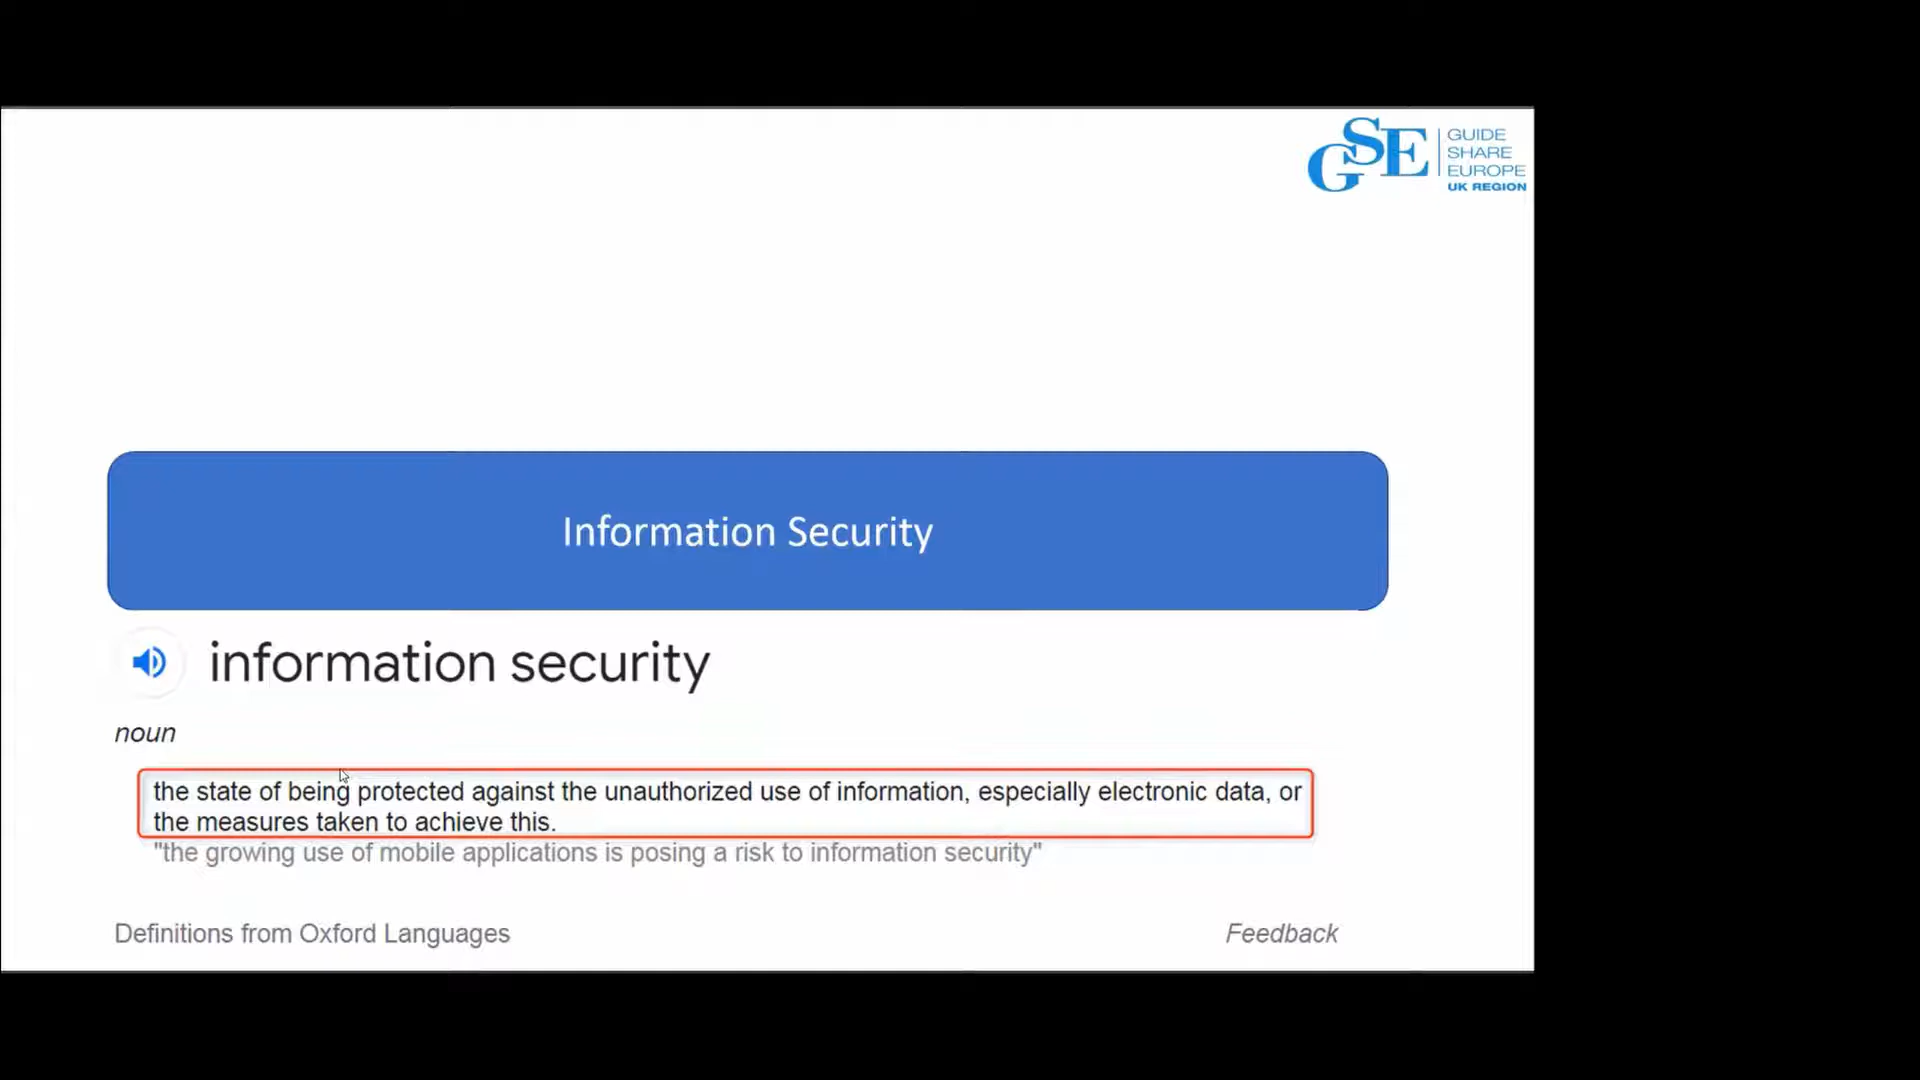 GSE
GUIDE
SHARE
EUROPE
UK REGION
Information Security
information security
noun
the state of being protected against the unauthorized use of information, especially electronic data, or
the measures taken to achieve this.
"the growing use of mobile applications is posing a risk to information security"
Definitions from Oxford Languages
Feedback